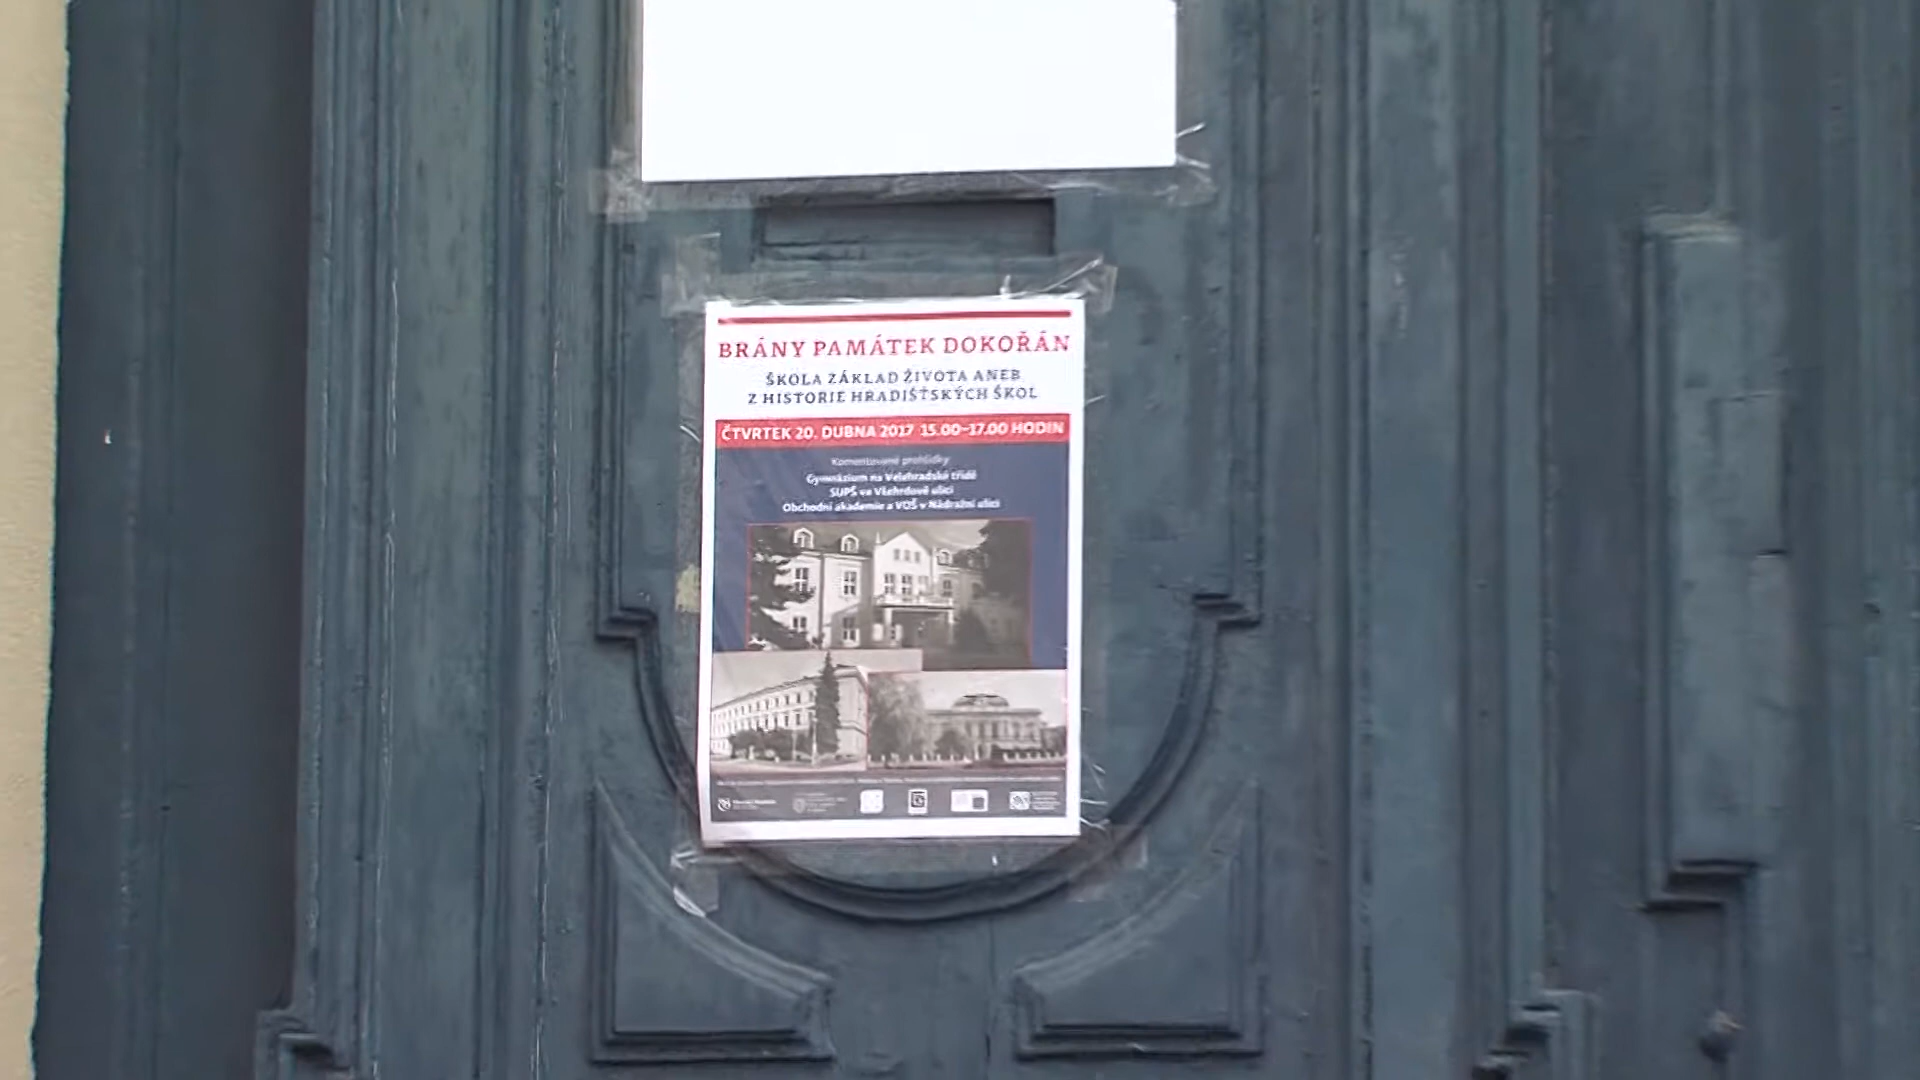 BRÁNY PAMÁTEK DOKOŘÁN
ŠKOLA ZÁKLAD ŽIVOTA ANEB
Z HISTORIE HRADIŠŤSKÝCH ŠKOL
ČTVRTEK 20. DUBNA 2017 15.00–17.00 HODIN
Komentované prohlídky
Gymnázium na Velehradské třídě
SUPŠ ve Všehrdově ulici
Obchodní akademie a VOŠ v Nádražní ulici